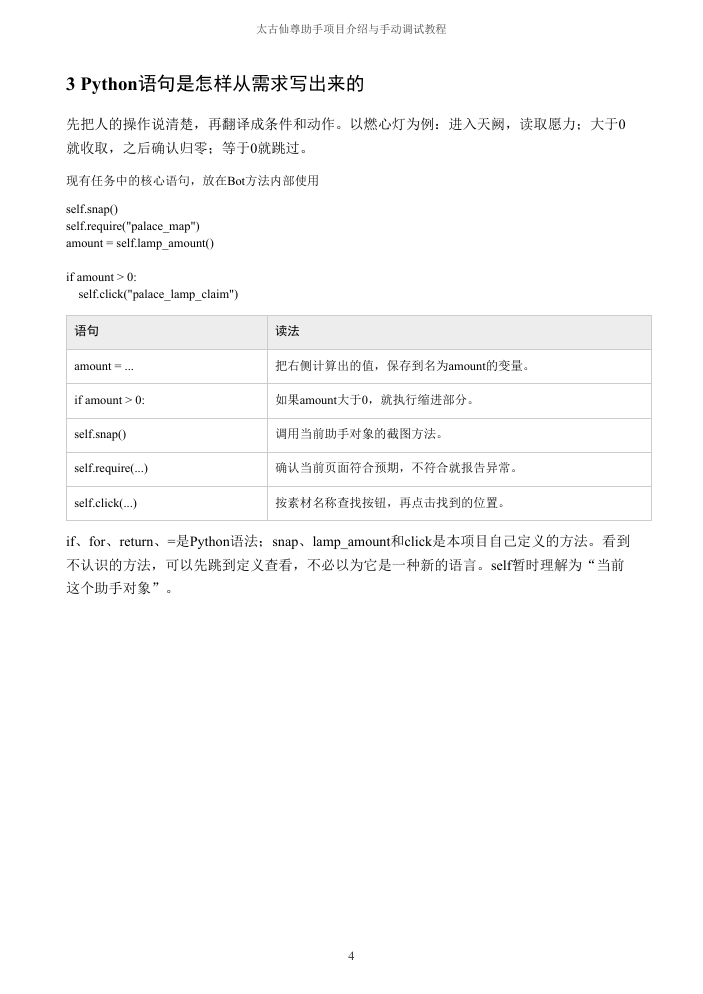 太古仙尊助手项目介绍与手动调试教程
3 Python语句是怎样从需求写出来的
先把人的操作说清楚，再翻译成条件和动作。以燃心灯为例：进入天阙，读取愿力；大于0
就收取，之后确认归零；等于0就跳过。
现有任务中的核心语句，放在Bot方法内部使用
self.snap()
self.require("palace_map")
amount = self.lamp_amount()
if amount > 0:
    self.click("palace_lamp_claim")
语句 读法
amount = ... 把右侧计算出的值，保存到名为amount的变量。
if amount > 0: 如果amount大于0，就执行缩进部分。
self.snap() 调用当前助手对象的截图方法。
self.require(...) 确认当前页面符合预期，不符合就报告异常。
self.click(...) 按素材名称查找按钮，再点击找到的位置。
if、for、return、=是Python语法；snap、lamp_amount和click是本项目自己定义的方法。看到
不认识的方法，可以先跳到定义查看，不必以为它是一种新的语言。self暂时理解为“当前
这个助手对象”。
4